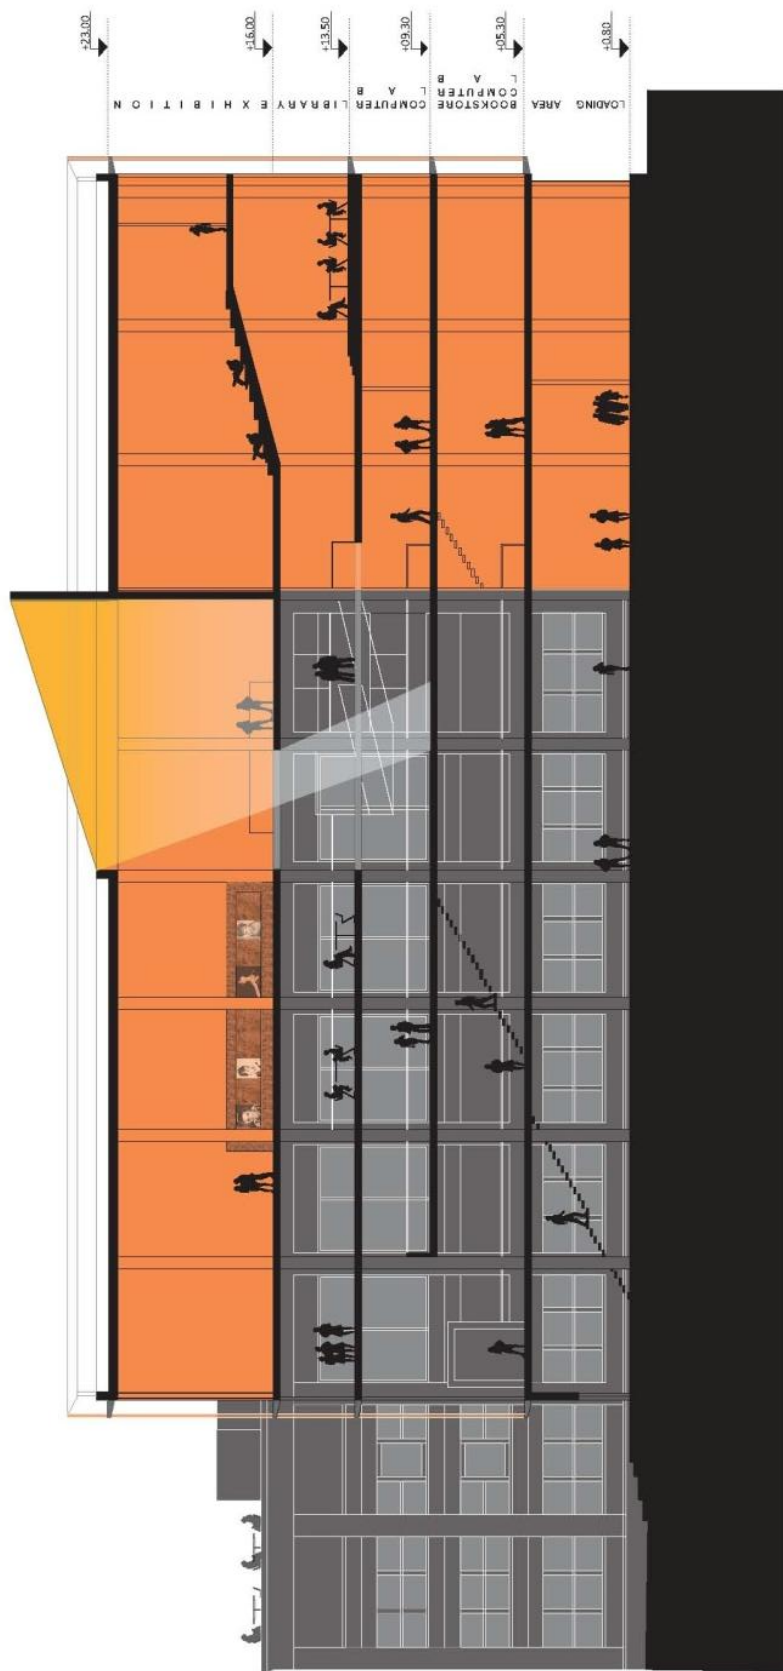 +23.00
EXHIBITION
+16.00
LIBRARY
+13.50
COMPUTER
LAB
+09.30
BOOKSTORE
COMPUTER
LAB
+05.30
LOADING AREA
+0.80